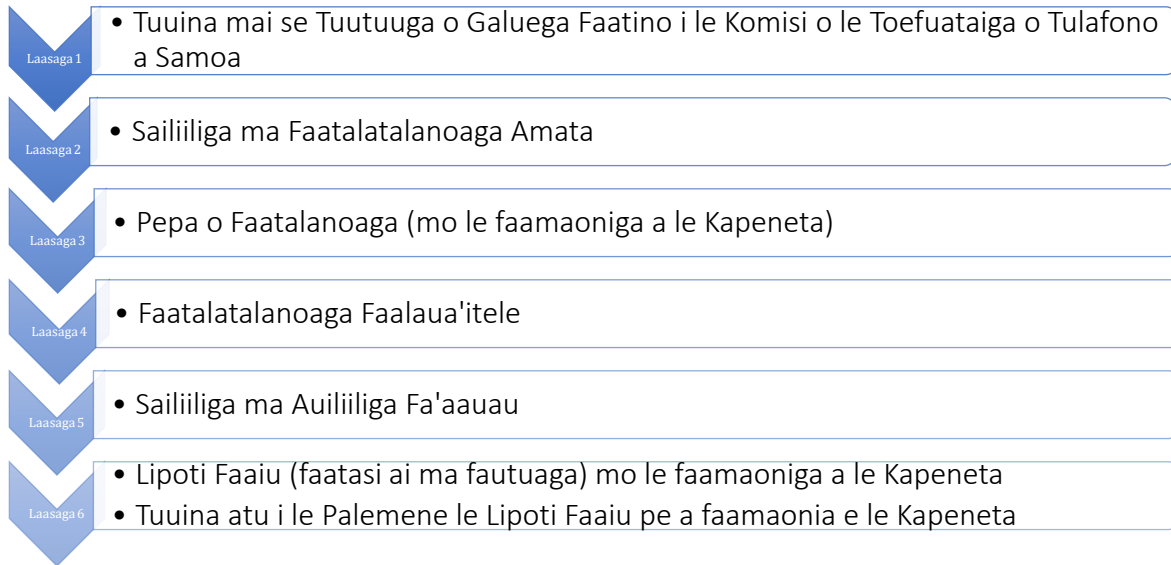 Laasaga 1
• Tuuina mai se Tuutuuga o Galuega Faatino i le Komisi o le Toefuataiga o Tulafono
a Samoa
Laasaga 2
• Sailiiliga ma Faatalatalanoaga Amata
Laasaga 3
• Pepa o Faatalanoaga (mo le faamaoniga a le Kapeneta)
Laasaga 4
• Faatalatalanoaga Faalaua'itele
Laasaga 5
• Sailiiliga ma Auiliiliga Fa'aauau
Laasaga 6
• Lipoti Faaiu (faatasi ai ma fautuaga) mo le faamaoniga a le Kapeneta
• Tuuina atu i le Palemene le Lipoti Faaiu pe a faamaonia e le Kapeneta